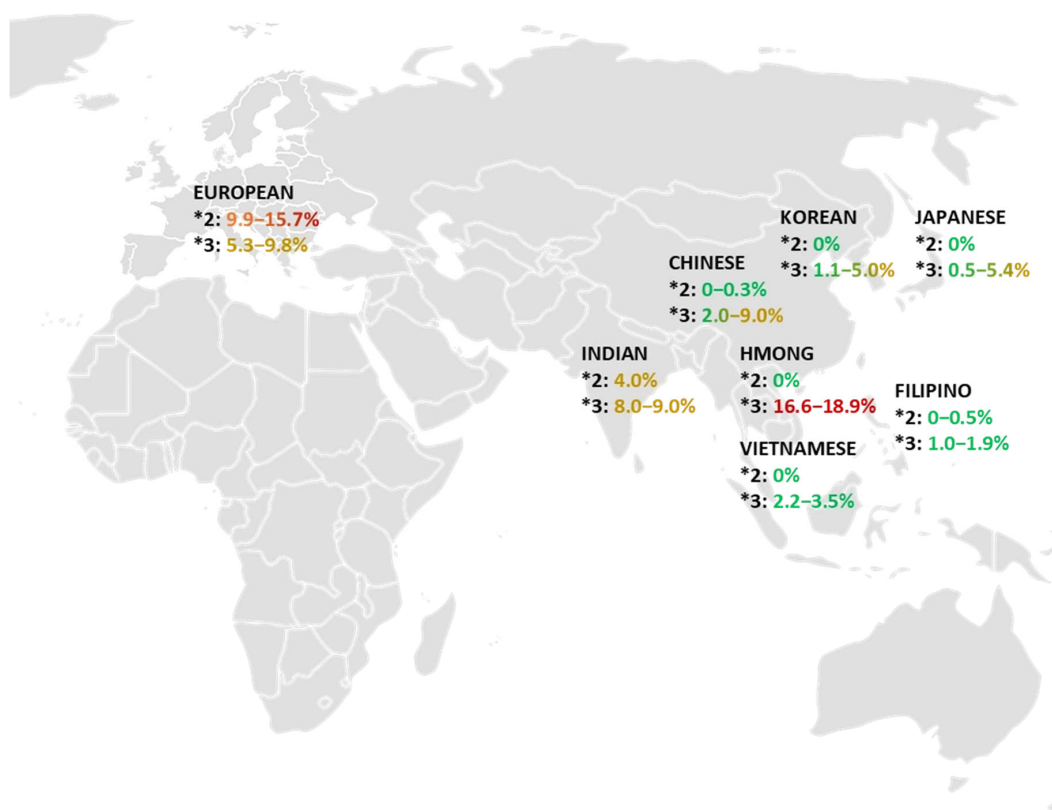 EUROPEAN
*2: 9.9–15.7%
*3: 5.3–9.8%
KOREAN
*2: 0%
*3: 1.1–5.0%
JAPANESE
*2: 0%
*3: 0.5–5.4%
CHINESE
*2: 0–0.3%
*3: 2.0–9.0%
INDIAN
*2: 4.0%
*3: 8.0–9.0%
HMONG
*2: 0%
*3: 16.6–18.9%
FILIPINO
*2: 0–0.5%
*3: 1.0–1.9%
VIETNAMESE
*2: 0%
*3: 2.2–3.5%